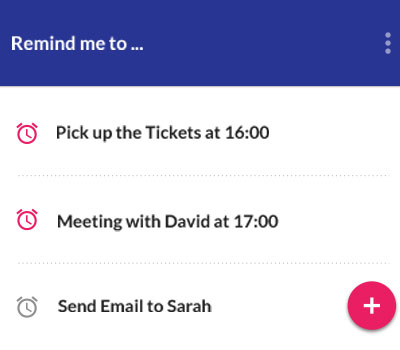 Remind me to ...
Pick up the Tickets at 16:00
Meeting with David at 17:00
Send Email to Sarah